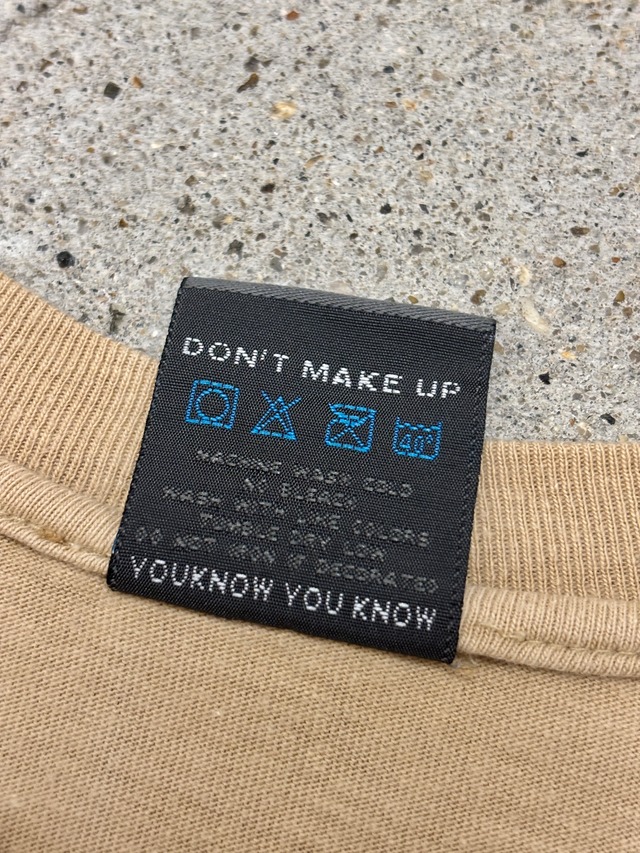 DON'T MAKE UP
40°
MACHINE WASH COLD
NO BLEACH
WASH WITH LIKE COLORS
TUMBLE DRY LOW
DO NOT IRON IF DECORATED
YOUKNOW YOU KNOW